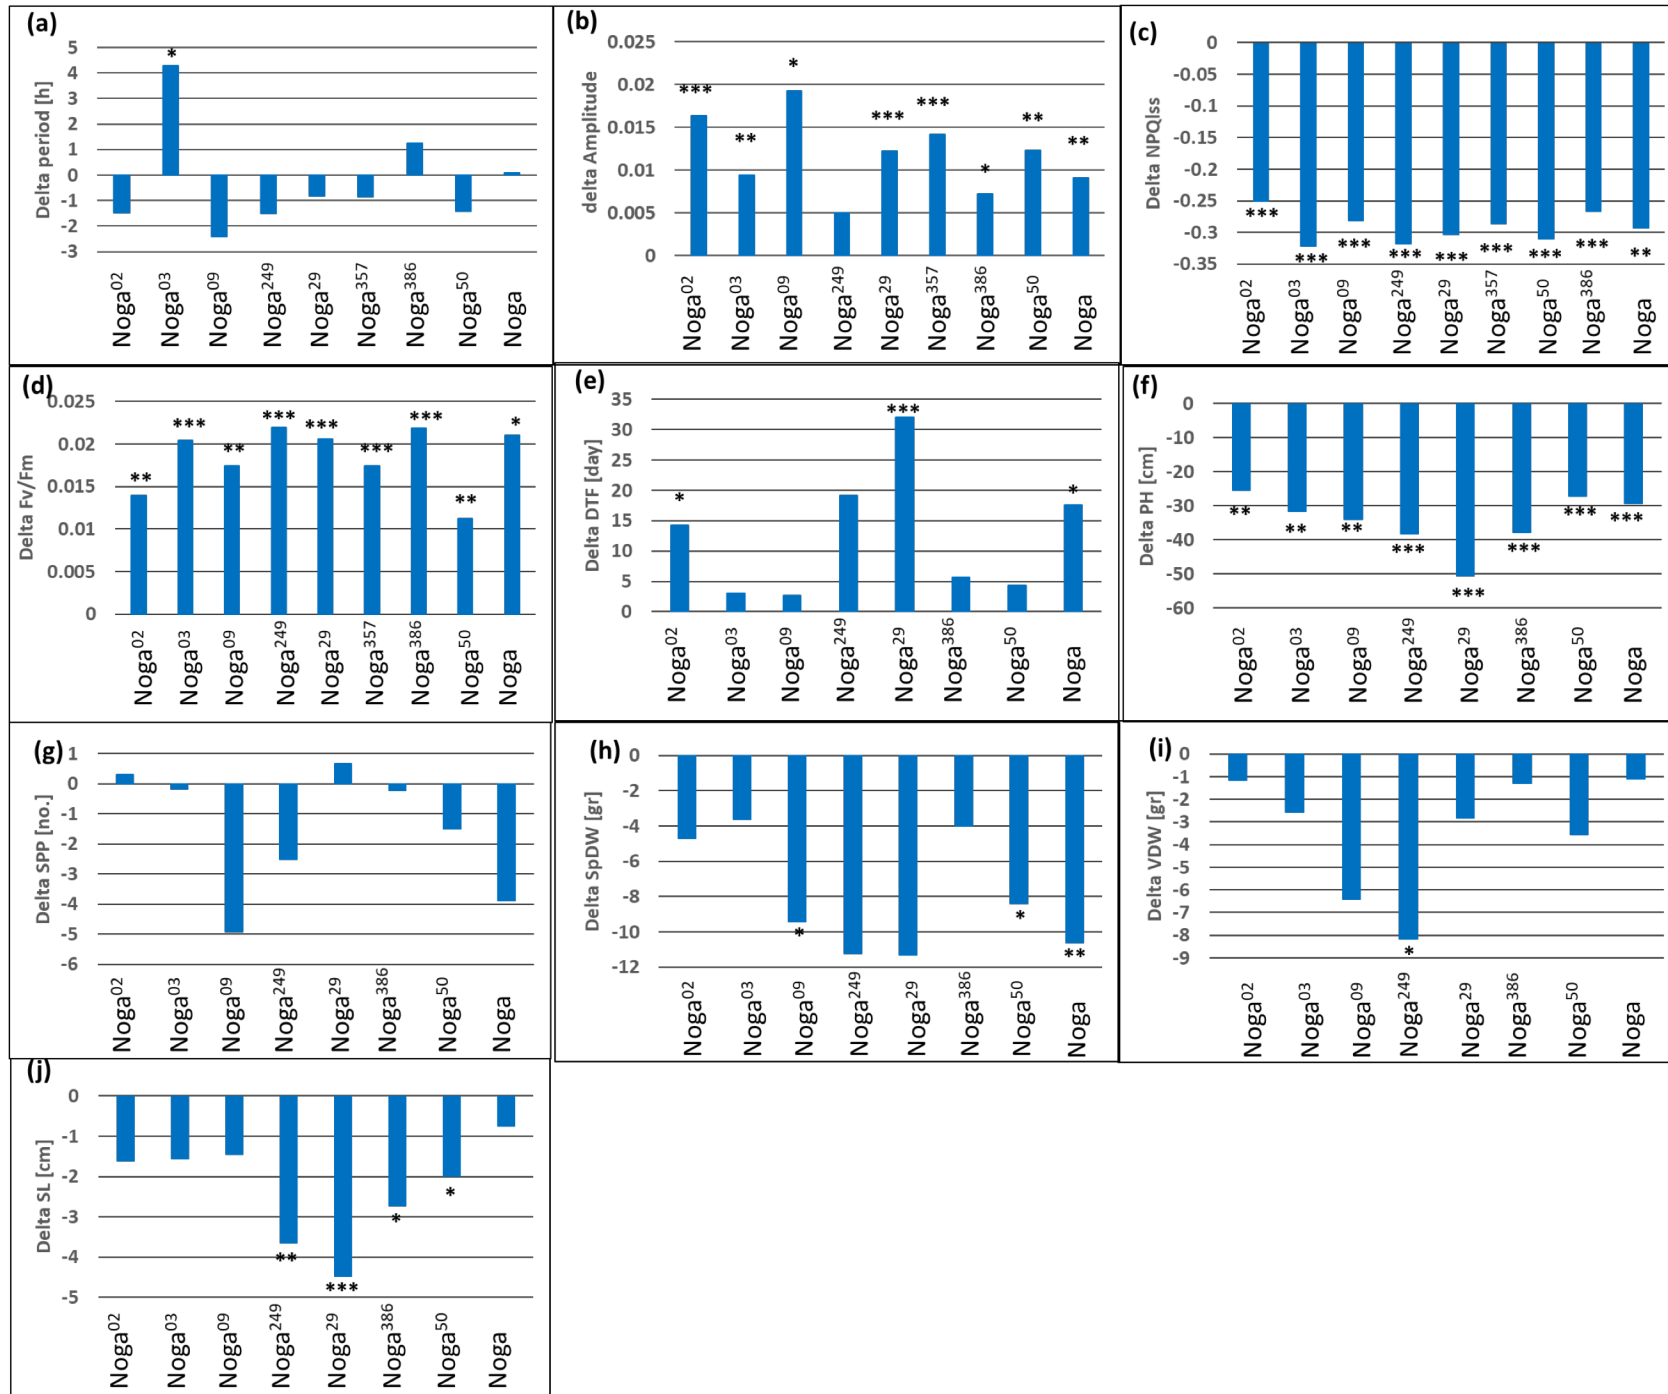 (a)
Delta period [h]
5
4
3
2
1
0
-1
-2
-3
*
Noga02 Noga03 Noga09 Noga249 Noga29 Noga357 Noga386 Noga50 Noga
(b)
delta Amplitude
0.025
0.02
0.015
0.01
0.005
0
*** ** * *** *** * ** **
Noga02 Noga03 Noga09 Noga249 Noga29 Noga357 Noga386 Noga50 Noga
(c)
Delta NPQlss
0
-0.05
-0.1
-0.15
-0.2
-0.25
-0.3
-0.35
*** *** *** *** *** *** *** *** **
Noga02 Noga03 Noga09 Noga249 Noga29 Noga357 Noga50 Noga386 Noga
(d)
Delta Fv/Fm
0.025
0.02
0.015
0.01
0.005
0
** *** ** *** *** *** *** ** *
Noga02 Noga03 Noga09 Noga249 Noga29 Noga357 Noga386 Noga50 Noga
(e)
Delta DTF [day]
35
30
25
20
15
10
5
0
* *** *
Noga02 Noga03 Noga09 Noga249 Noga29 Noga386 Noga50 Noga
(f)
Delta PH [cm]
0
-10
-20
-30
-40
-50
-60
** ** ** *** *** *** *** ***
Noga02 Noga03 Noga09 Noga249 Noga29 Noga386 Noga50 Noga
(g)
Delta SPP [no.]
1
0
-1
-2
-3
-4
-5
-6
Noga02 Noga03 Noga09 Noga249 Noga29 Noga386 Noga50 Noga
(h)
Delta SpDW [gr]
0
-2
-4
-6
-8
-10
-12
* * **
Noga02 Noga03 Noga09 Noga249 Noga29 Noga386 Noga50 Noga
(i)
Delta VDW [gr]
0
-1
-2
-3
-4
-5
-6
-7
-8
-9
*
Noga02 Noga03 Noga09 Noga249 Noga29 Noga386 Noga50 Noga
(j)
Delta SL [cm]
0
-1
-2
-3
-4
-5
** *** * *
Noga02 Noga03 Noga09 Noga249 Noga29 Noga386 Noga50 Noga